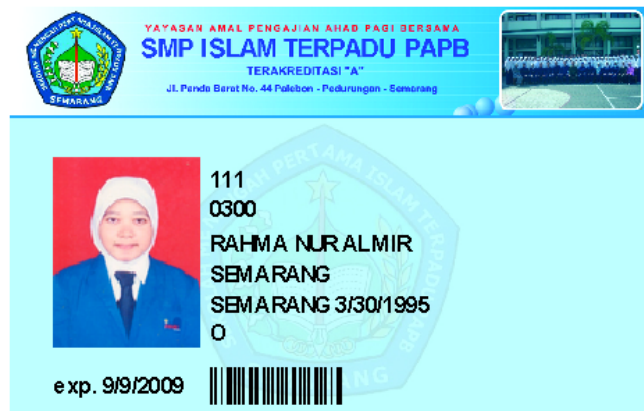 YAYASAN AMAL PENGAJIAN AHAD PAGI BERSAMA
SMP ISLAM TERPADU PAPB
TERAKREDITASI "A"
Jl. Panda Barat No. 44 Palebon - Pedurungan - Semarang
SEMARANG
111
0300
RAHMA NUR ALMIR
SEMARANG
SEMARANG 3/30/1995
O
exp. 9/9/2009